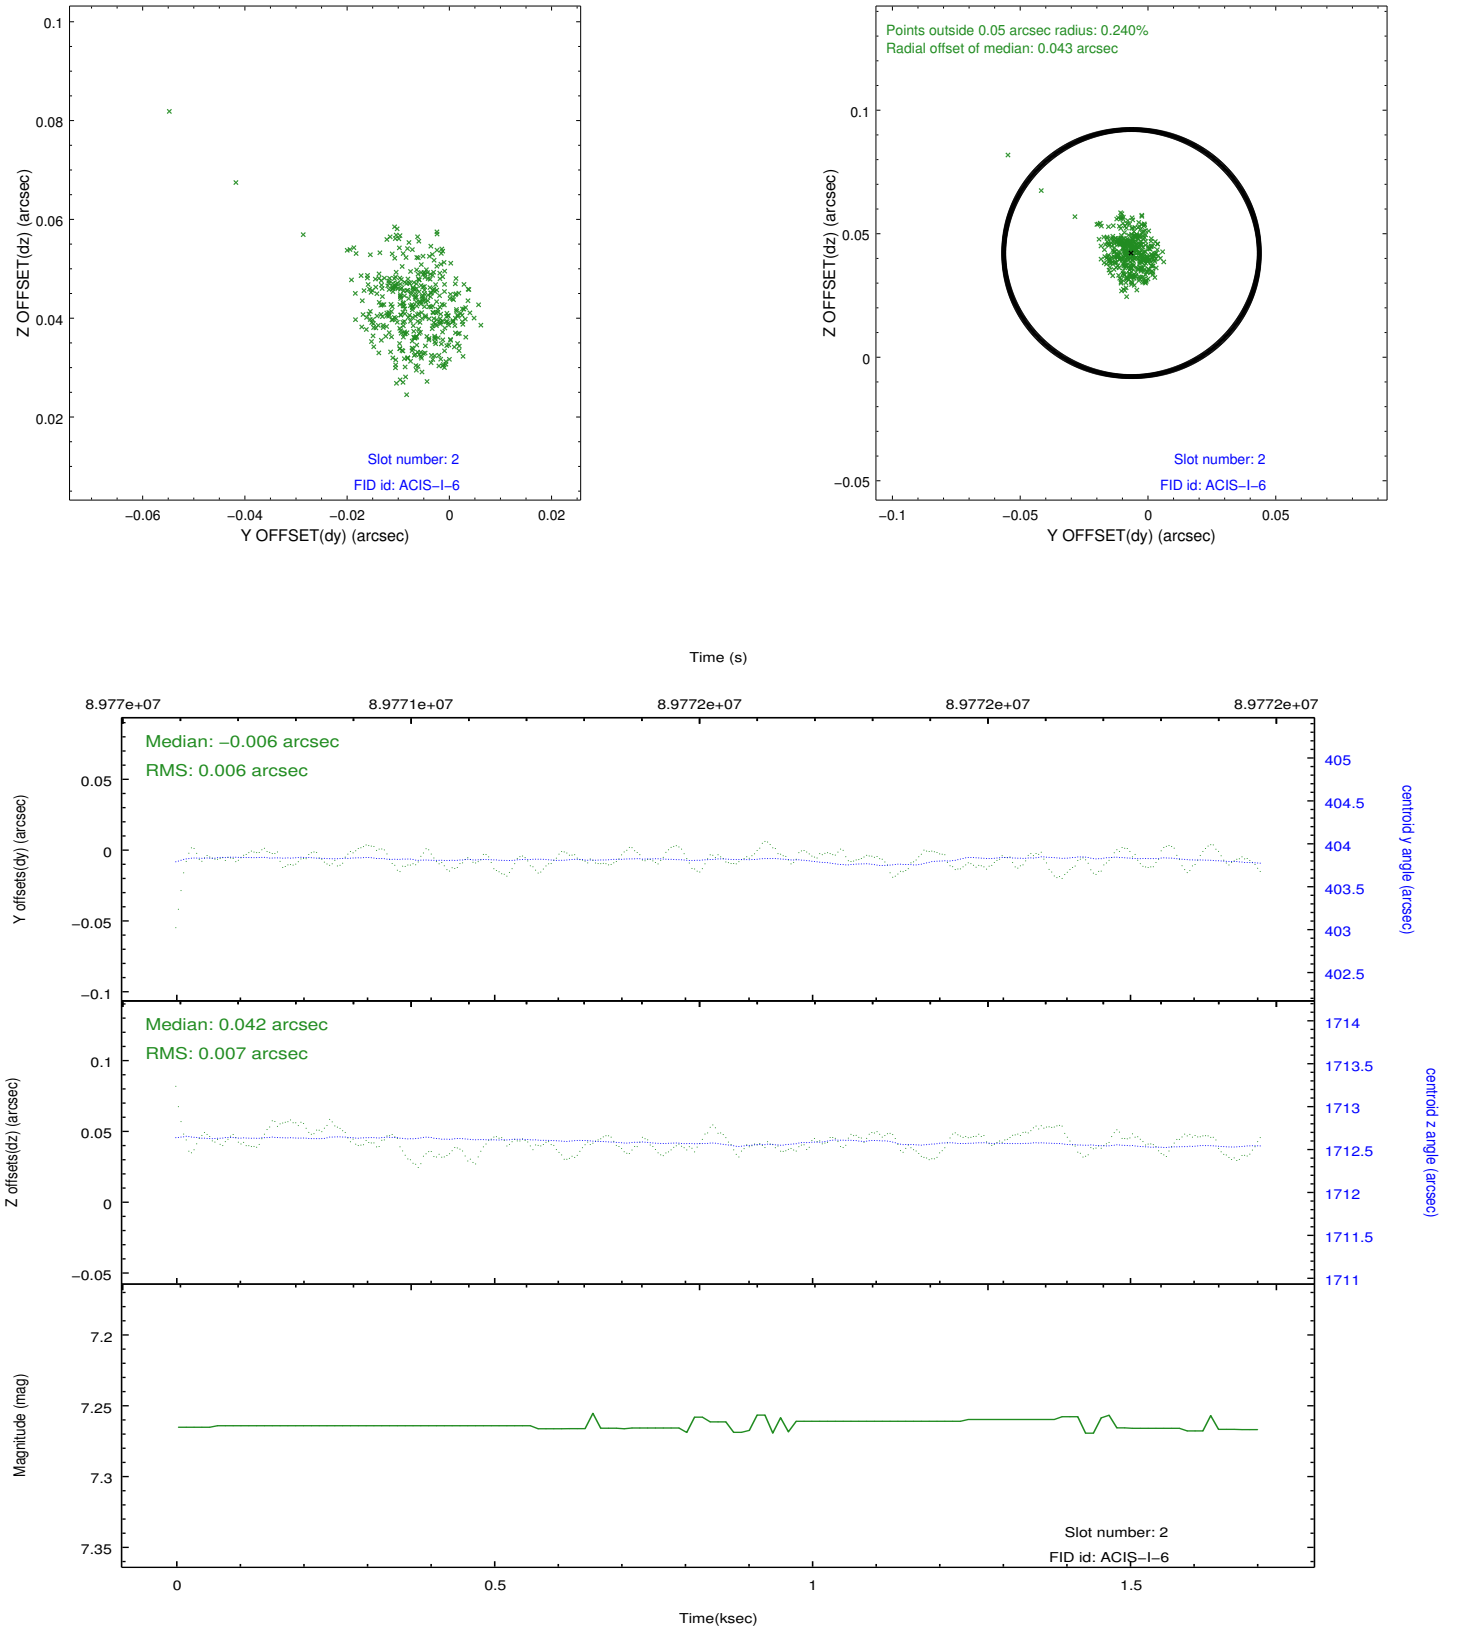 0.1
0.08
0.06
0.04
0.02
Z OFFSET(dz) (arcsec)
Slot number: 2
FID id: ACIS−I−6
−0.06 −0.04 −0.02 0 0.02
Y OFFSET(dy) (arcsec)
Points outside 0.05 arcsec radius: 0.240%
Radial offset of median: 0.043 arcsec
0.1
0.05
0
−0.05
Z OFFSET(dz) (arcsec)
Slot number: 2
FID id: ACIS−I−6
−0.1 −0.05 0 0.05
Y OFFSET(dy) (arcsec)
Time (s)
8.977e+07 8.9771e+07 8.9772e+07 8.9772e+07 8.9772e+07
Median: −0.006 arcsec
RMS: 0.006 arcsec
0.05
0
−0.05
−0.1
Y offsets(dy) (arcsec)
405
404.5
404
403.5
403
402.5
centroid y angle (arcsec)
Median: 0.042 arcsec
RMS: 0.007 arcsec
0.1
0.05
0
−0.05
Z offsets(dz) (arcsec)
1714
1713.5
1713
1712.5
1712
1711.5
1711
centroid z angle (arcsec)
7.2
7.25
7.3
7.35
Magnitude (mag)
Slot number: 2
FID id: ACIS−I−6
0 0.5 1 1.5
Time(ksec)